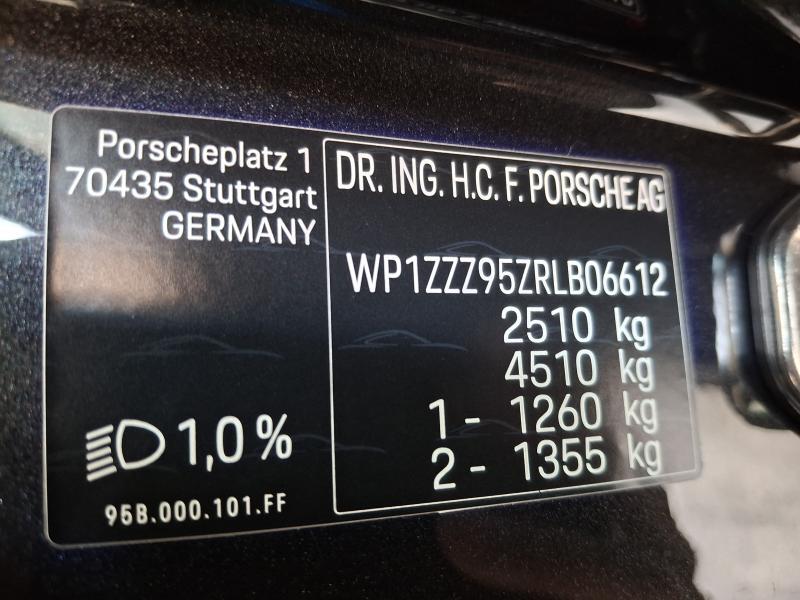 Porscheplatz 1
70435 Stuttgart
GERMANY
1,0 %
95B.000.101.FF
DR. ING. H.C. F. PORSCHE AG
WP1ZZZ95ZRLB06612
2510 kg
4510 kg
1 - 1260 kg
2 - 1355 kg